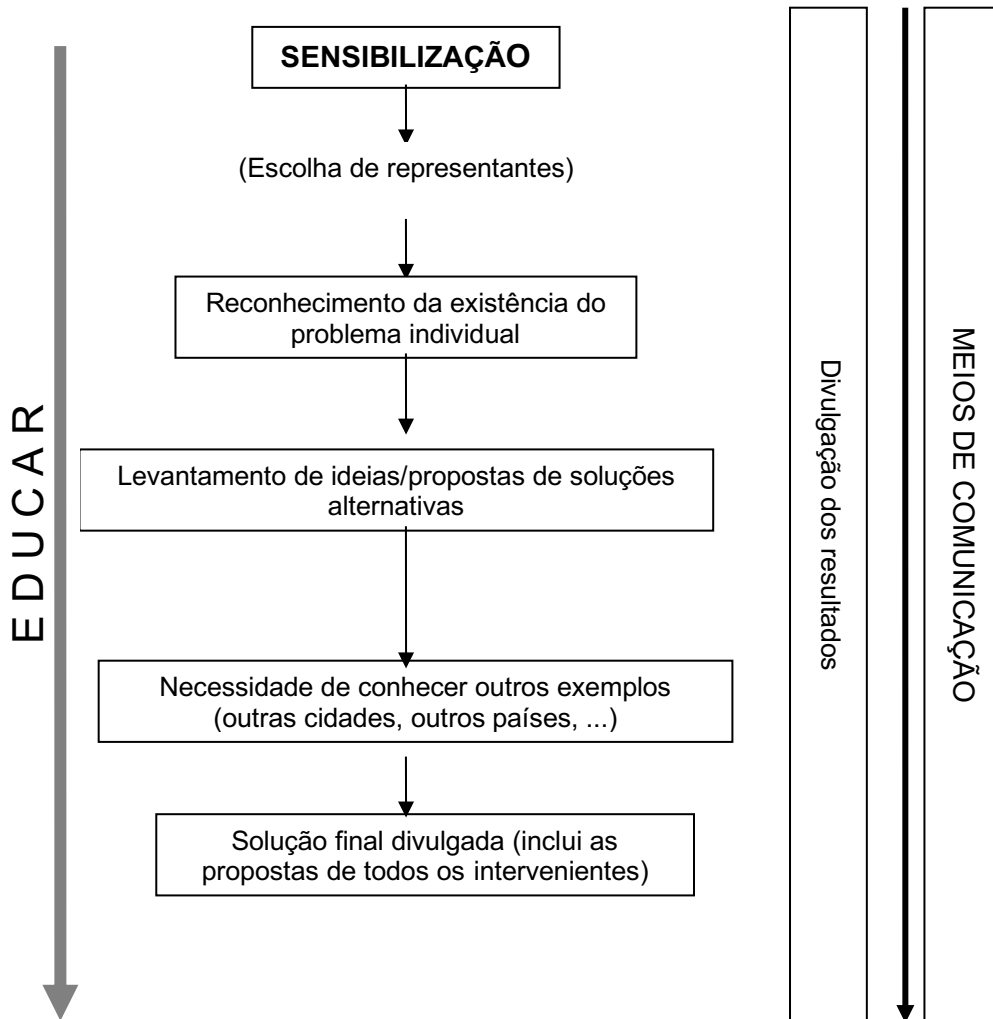 SENSIBILIZAÇÃO
(Escolha de representantes)
Reconhecimento da existência do
problema individual
Levantamento de ideias/propostas de soluções
alternativas
Necessidade de conhecer outros exemplos
(outras cidades, outros países, ...)
Solução final divulgada (inclui as
propostas de todos os intervenientes)
E D U C A R
Divulgação dos resultados
MEIOS DE COMUNICAÇÃO